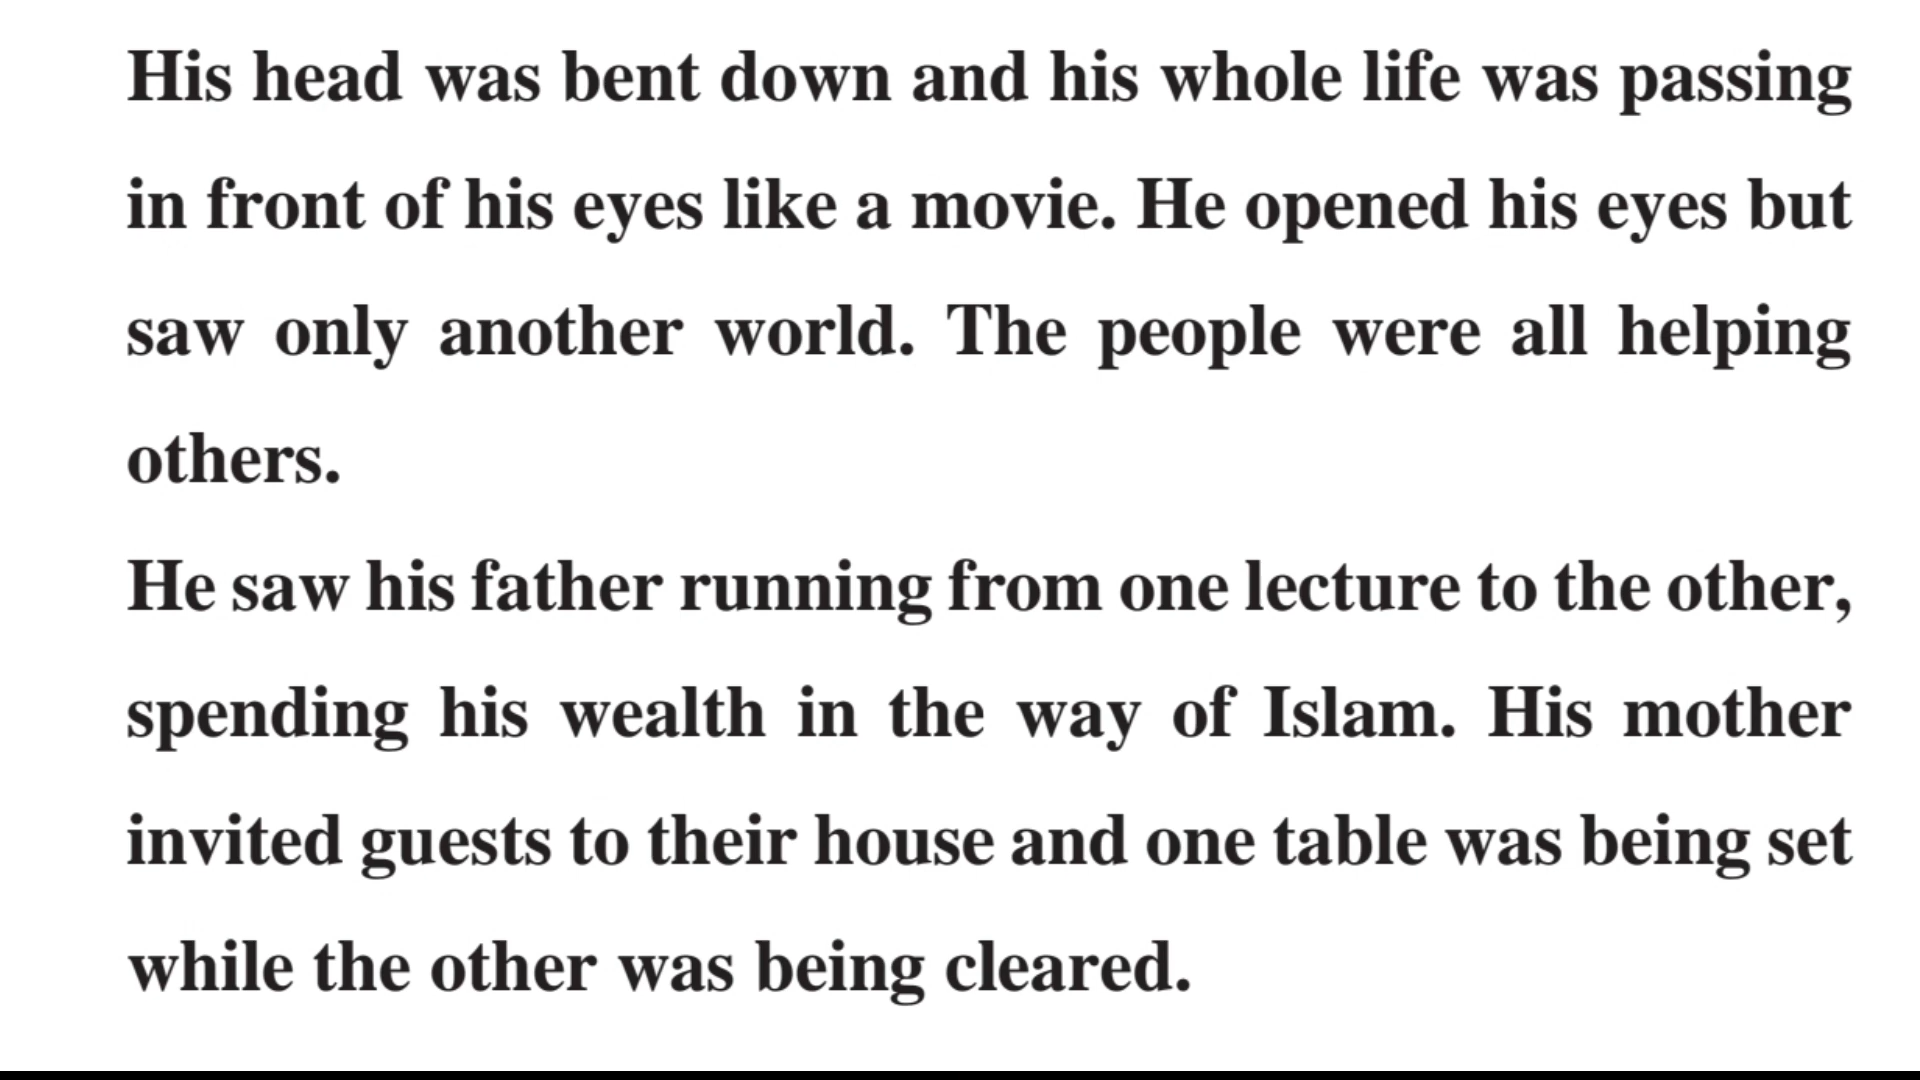 His head was bent down and his whole life was passing
in front of his eyes like a movie. He opened his eyes but
saw only another world. The people were all helping
others.
He saw his father running from one lecture to the other,
spending his wealth in the way of Islam. His mother
invited guests to their house and one table was being set
while the other was being cleared.